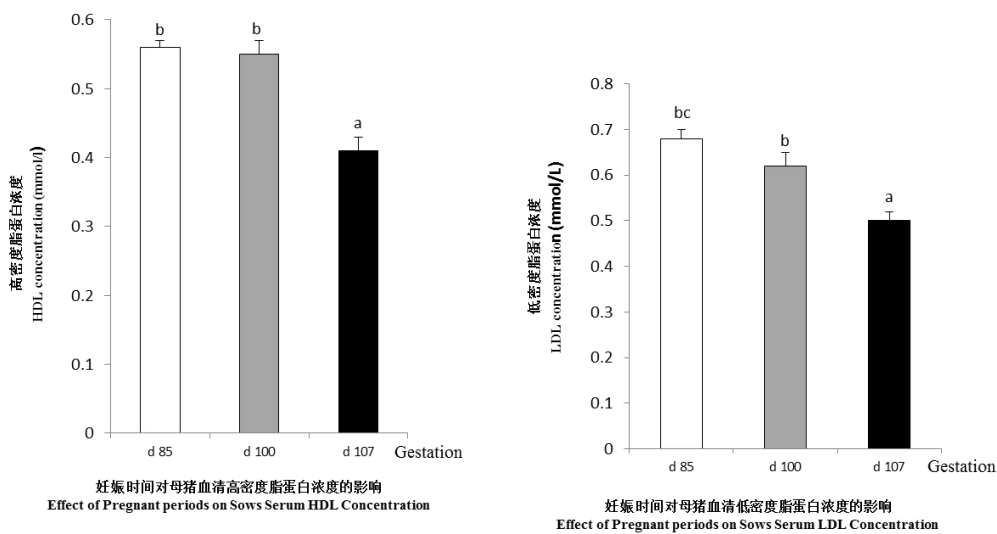 0.6
0.5
0.4
0.3
0.2
0.1
0
高密度脂蛋白浓度
HDL concentration (mmol/l)
b
b
a
d 85
d 100
d 107
Gestation
妊娠时间对母猪血清高密度脂蛋白浓度的影响
Effect of Pregnant periods on Sows Serum HDL Concentration
0.8
0.7
0.6
0.5
0.4
0.3
0.2
0.1
0
低密度脂蛋白浓度
LDL concentration (mmol/L)
bc
b
a
d 85
d 100
d 107
Gestation
妊娠时间对母猪血清低密度脂蛋白浓度的影响
Effect of Pregnant periods on Sows Serum LDL Concentration